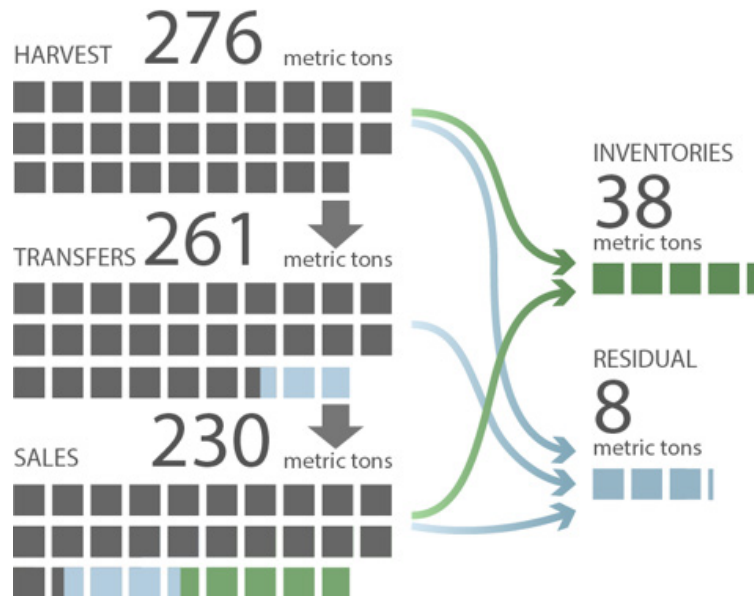 HARVEST 276 metric tons
TRANSFERS 261 metric tons
SALES 230 metric tons
INVENTORIES
38
metric tons
RESIDUAL
8
metric tons